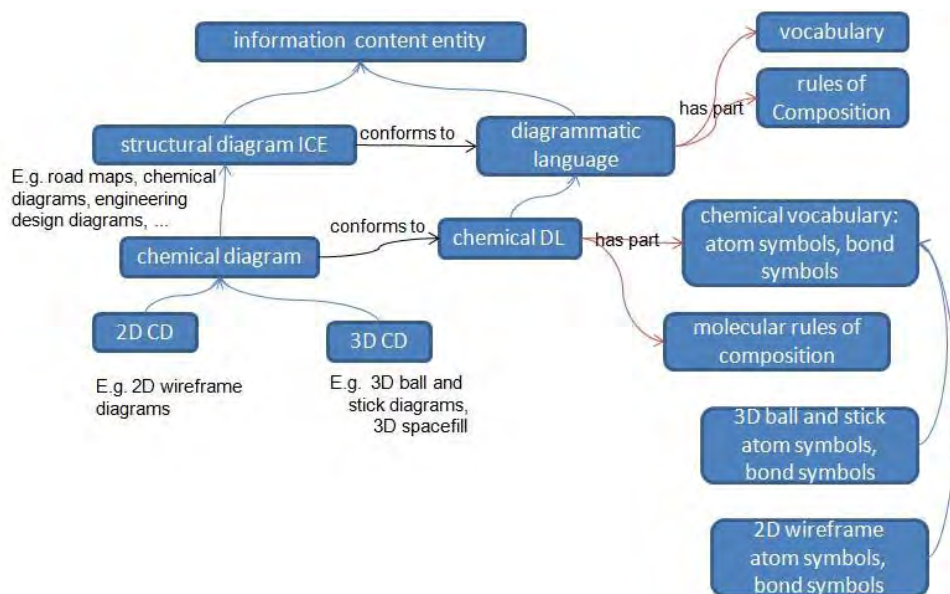 information content entity
vocabulary
rules of
Composition
has part
structural diagram ICE
conforms to
diagrammatic
language
E.g. road maps, chemical
diagrams, engineering
design diagrams, ...
chemical diagram
conforms to
chemical DL
has part
chemical vocabulary:
atom symbols, bond
symbols
2D CD
3D CD
molecular rules of
composition
E.g. 2D wireframe
diagrams
E.g. 3D ball and
stick diagrams,
3D spacefill
3D ball and stick
atom symbols,
bond symbols
2D wireframe
atom symbols,
bond symbols